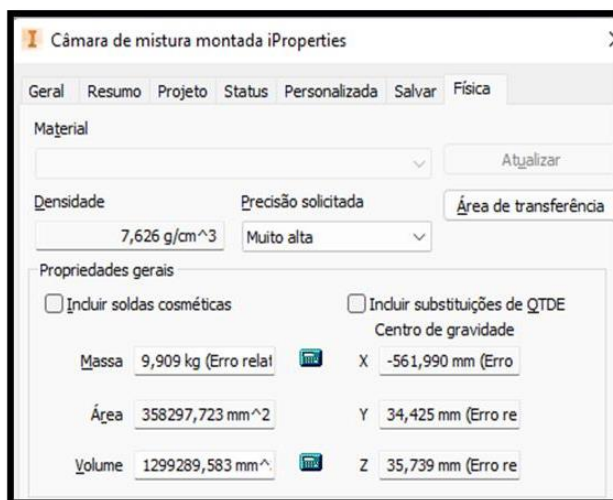 Câmara de mistura montada iProperties
Geral Resumo Projeto Status Personalizada Salvar Física
Material
Atualizar
Densidade Precisão solicitada Área de transferência
7,626 g/cm^3 Muito alta
Propriedades gerais
Incluir soldas cosméticas Incluir substituições de QTDE
Centro de gravidade
Massa 9,909 kg (Erro relat X -561,990 mm (Erro
Área 358297,723 mm^2 Y 34,425 mm (Erro re
Volume 1299289,583 mm^ Z 35,739 mm (Erro re